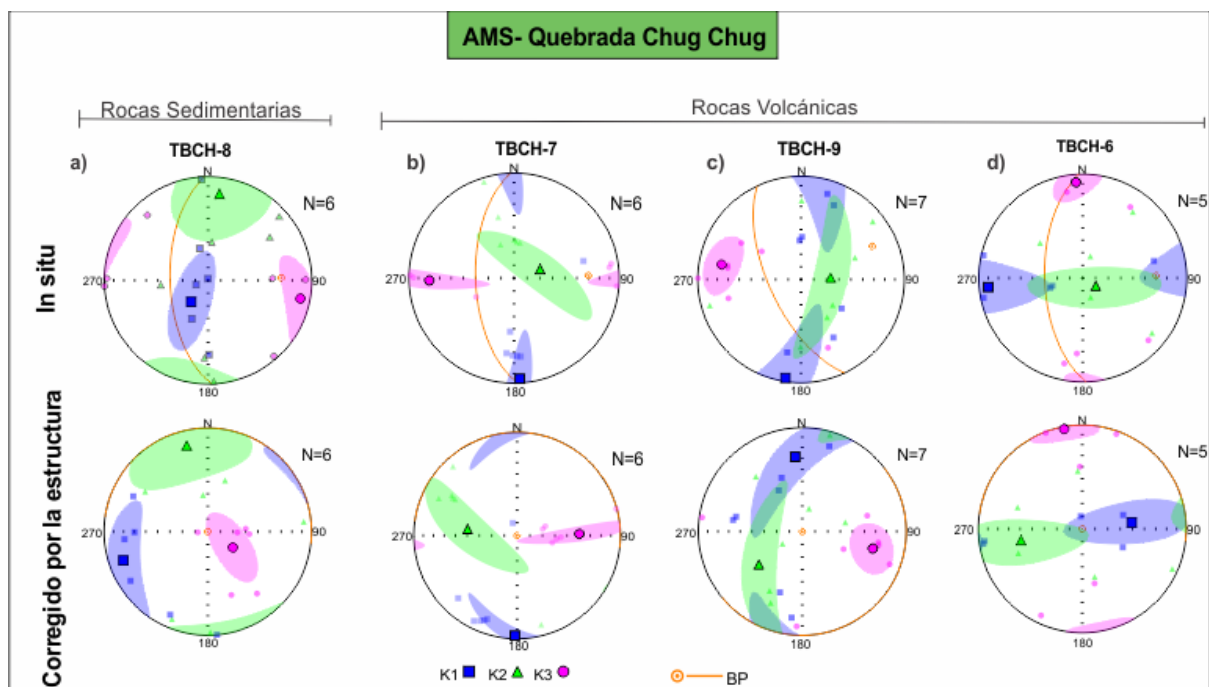 AMS- Quebrada Chug Chug
Rocas Sedimentarias
Rocas Volcánicas
a)
TBCH-8
b)
TBCH-7
c)
TBCH-9
d)
TBCH-6
In situ
N
N=6
270
90
180
N
N=6
270
90
180
N
N=7
270
90
180
N
N=5
270
90
180
Corregido por la estructura
N
N=6
270
90
180
N
N=6
270
90
180
N
N=7
270
90
180
N
N=5
270
90
180
K1 K2 K3 BP